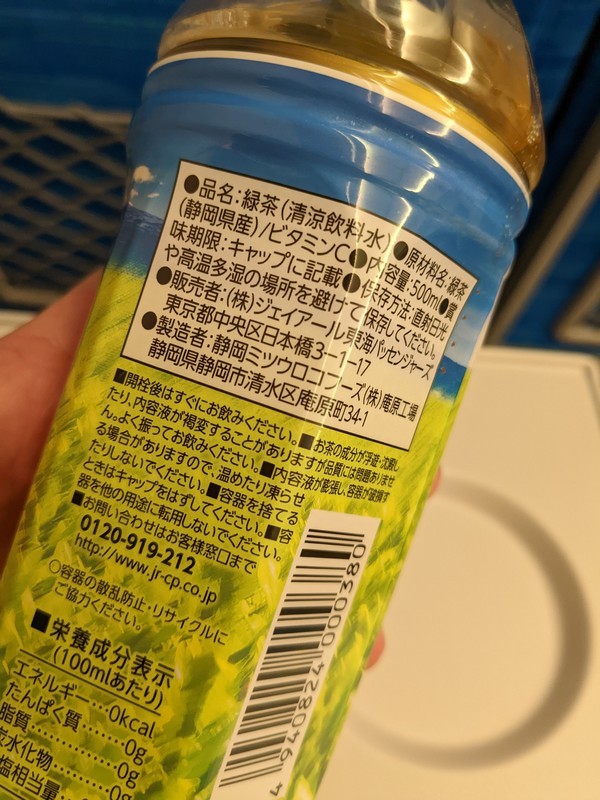 ●品名:緑茶(清涼飲料水)●原材料名:緑茶
(静岡県産)/ビタミンC●内容量:500ml●賞
味期限:キャップに記載●保存方法:直射日光
や高温多湿の場所を避けて保存してください。
●販売者:(株)ジェイアール東海パッセンジャーズ
東京都中央区日本橋3-1-17
●製造者:静岡ミツウロコフーズ(株)庵原工場
静岡県静岡市清水区庵原町34-1
■開栓後はすぐにお飲みください。■お茶の成分が浮遊・沈澱し
たり、内容液が褐変することがありますが品質には問題ありませ
ん。よく振ってお飲みください。■内容液が膨張し、容器が破損す
る場合がありますので、温めたり凍らせ
たりしないでください。■容器を捨てる
ときはキャップをはずしてください。■容
器を他の用途に転用しないでください。
■お問い合わせはお客様窓口まで
0120-919-212
http://www.jr-cp.co.jp
○容器の散乱防止・リサイクルに
ご協力ください。
■栄養成分表示
(100mlあたり)
エネルギー…0kcal
たんぱく質……0g
脂質………0g
炭水化物……0g
塩相当量…
4 940824 000380